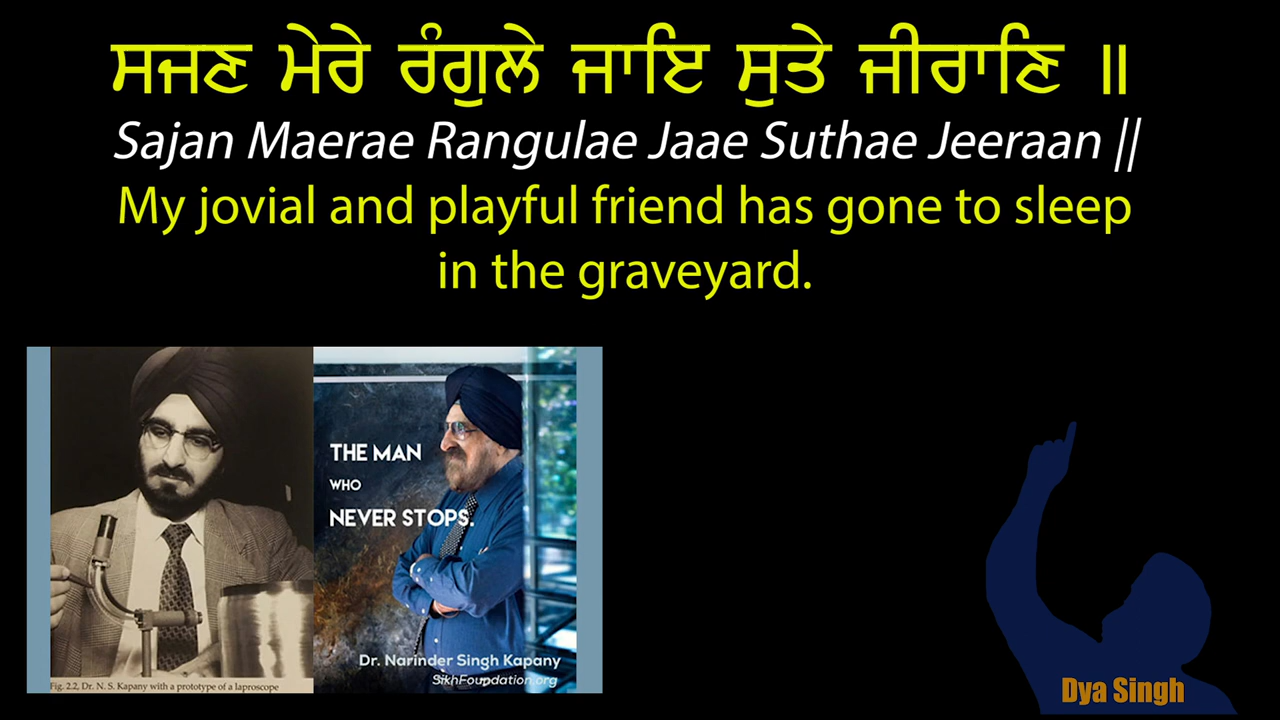 ਸਜਣ ਮੇਰੇ ਰੰਗੁਲੇ ਜਾਇ ਸੁਤੇ ਜੀਰਾਣਿ ॥
Sajan Maerae Rangulae Jaae Suthae Jeeraan ||
My jovial and playful friend has gone to sleep
in the graveyard.
THE MAN
WHO
NEVER STOPS.
Dr. Narinder Singh Kapany
SikhFoundation.org
Fig. 2.2, Dr. N. S. Kapany with a prototype of a laproscope
Dya Singh